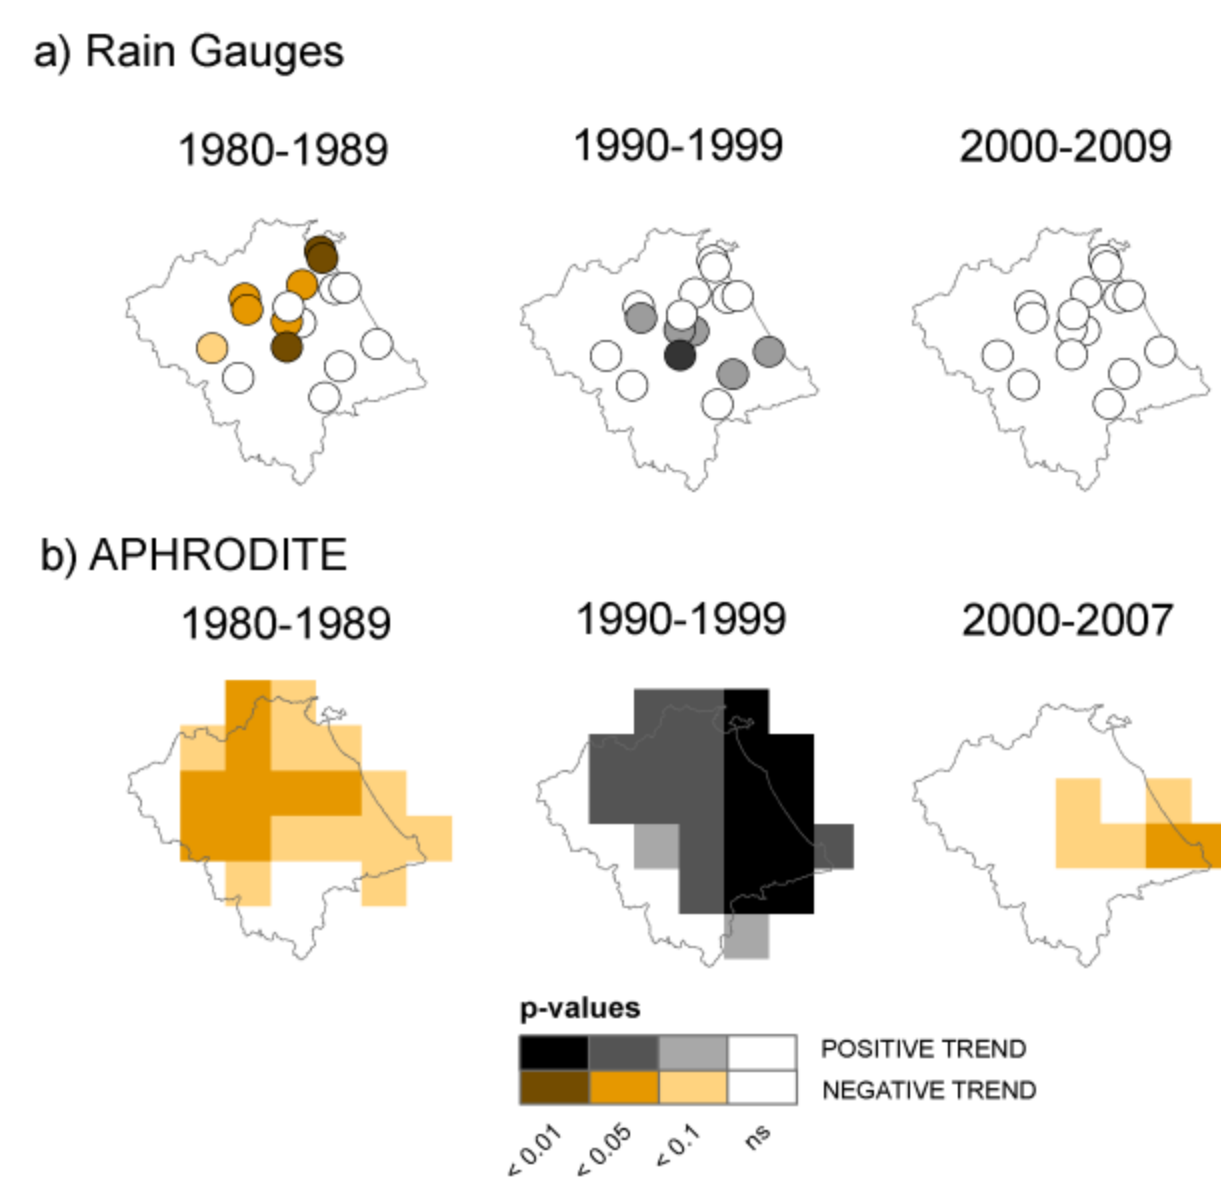 a) Rain Gauges
1980-1989 1990-1999 2000-2009
b) APHRODITE
1980-1989 1990-1999 2000-2007
p-values
POSITIVE TREND
NEGATIVE TREND
< 0.01 < 0.05 < 0.1 ns